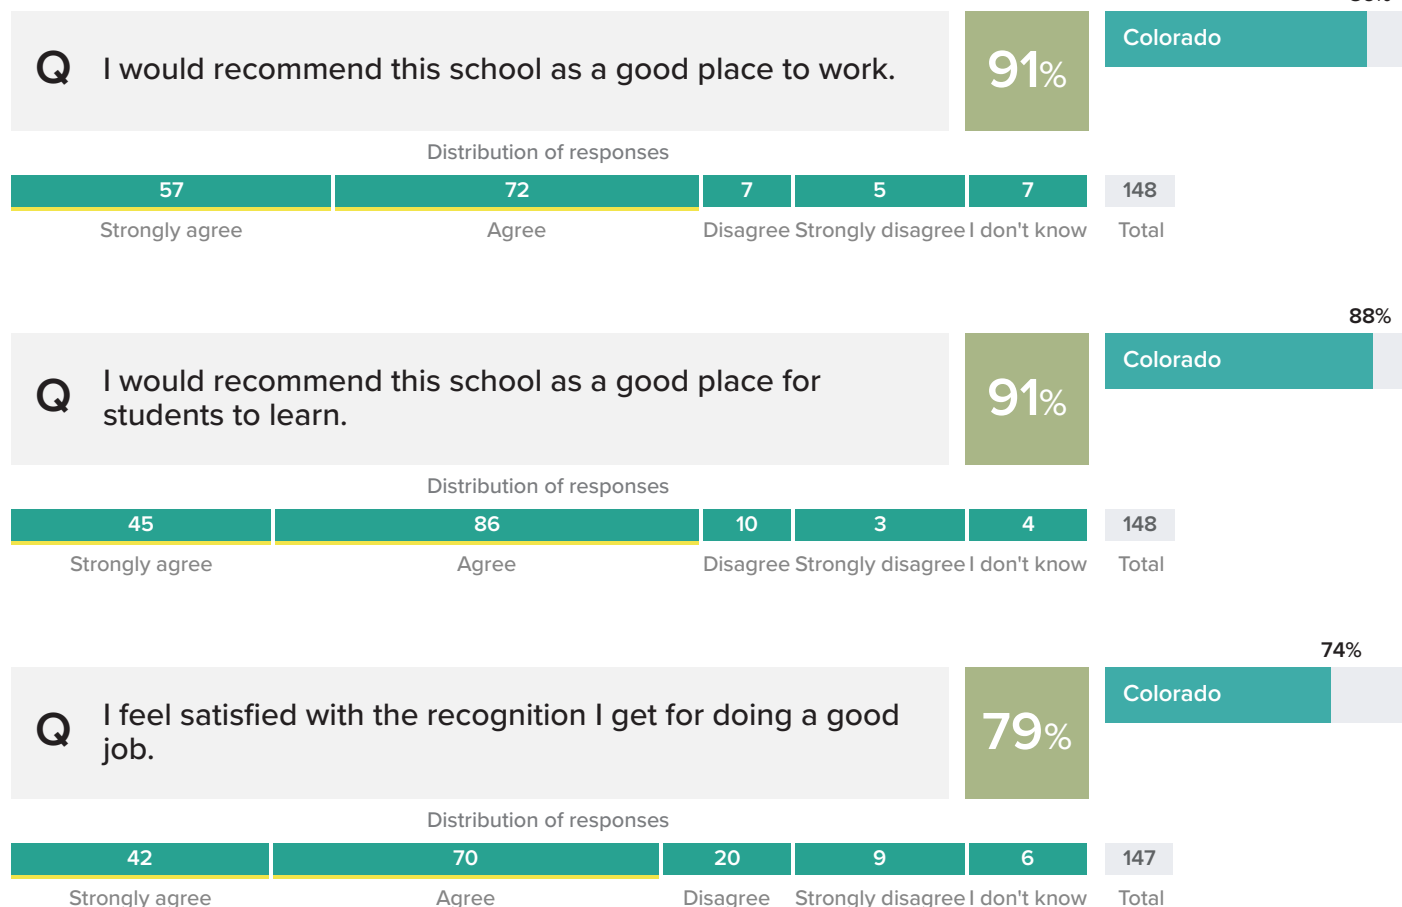 Q I would recommend this school as a good place to work. 91% Colorado
Distribution of responses
57 72 7 5 7 148
Strongly agree Agree Disagree Strongly disagree I don't know Total
88%
Q I would recommend this school as a good place for
students to learn. 91% Colorado
Distribution of responses
45 86 10 3 4 148
Strongly agree Agree Disagree Strongly disagree I don't know Total
74%
Q I feel satisfied with the recognition I get for doing a good
job. 79% Colorado
Distribution of responses
42 70 20 9 6 147
Strongly agree Agree Disagree Strongly disagree I don't know Total